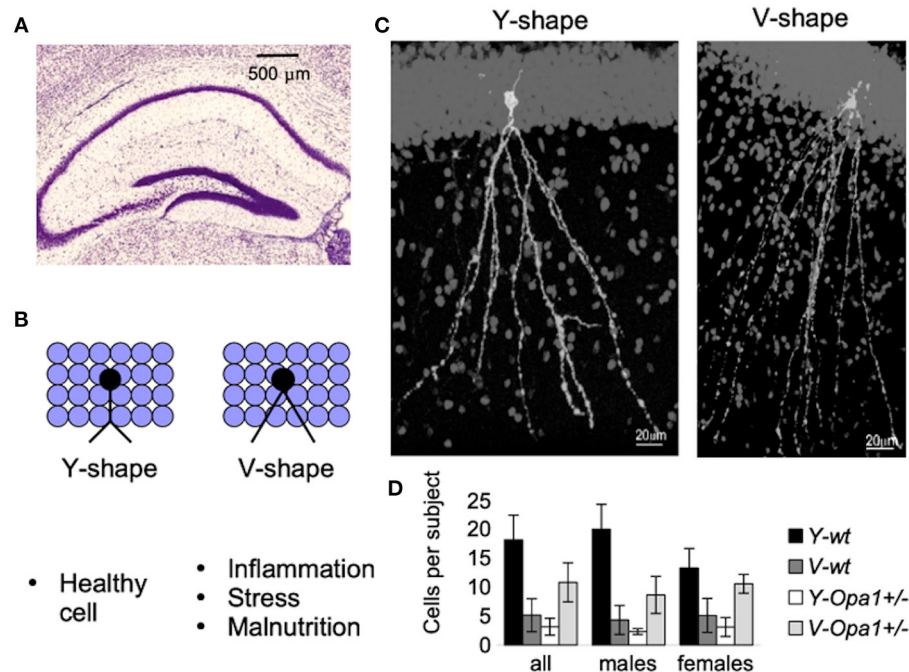 A
500 μm
B
Y-shape
V-shape
• Healthy
cell
• Inflammation
• Stress
• Malnutrition
C
Y-shape
V-shape
20μm
20μm
D
Cells per subject
25
20
15
10
5
0
all
males
females
Y-wt
V-wt
Y-Opa1+/-
V-Opa1+/-